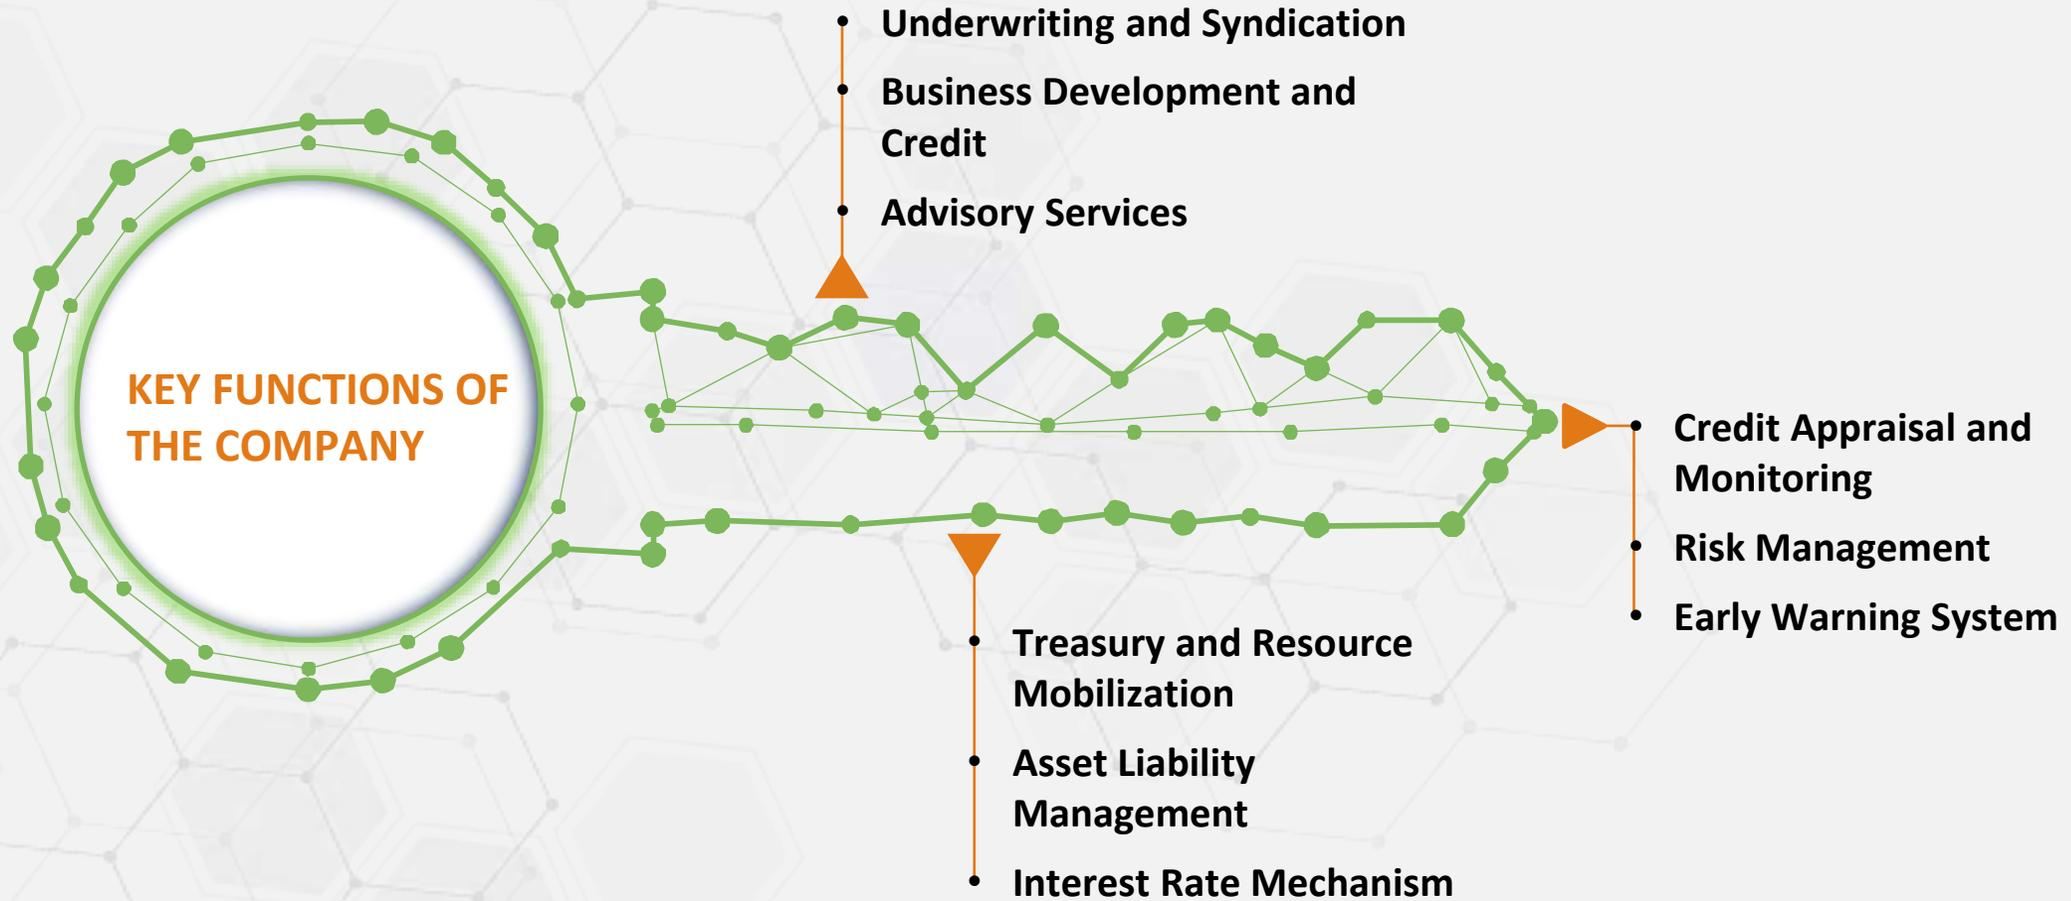 Underwriting and Syndication
Business Development and
Credit
Advisory Services
KEY FUNCTIONS OF
THE COMPANY
Credit Appraisal and
Monitoring
Risk Management
Early Warning System
Treasury and Resource
Mobilization
Asset Liability
Management
Interest Rate Mechanism